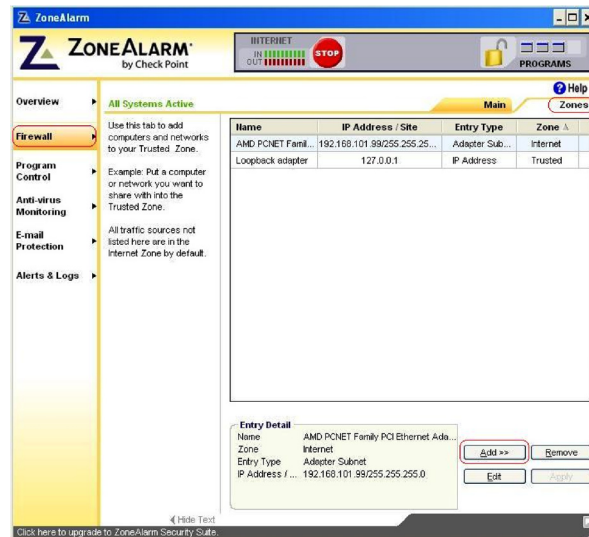 ZoneAlarm
ZONEALARM
by Check Point
INTERNET
IN
OUT
STOP
PROGRAMS
Help
Overview
Firewall
Program
Control
Anti-virus
Monitoring
E-mail
Protection
Alerts & Logs
All Systems Active
Main
Zones
Use this tab to add
computers and networks
to your Trusted Zone.
Example: Put a computer
or network you want to
share with into the
Trusted Zone.
All traffic sources not
listed here are in the
Internet Zone by default.
Name IP Address / Site Entry Type Zone
AMD PCNET Famil... 192.168.101.99/255.255.25... Adapter Sub... Internet
Loopback adapter 127.0.0.1 IP Address Trusted
Entry Detail
Name AMD PCNET Family PCI Ethernet Ada...
Zone Internet
Entry Type Adapter Subnet
IP Address / ... 192.168.101.99/255.255.255.0
Add >> Remove
Edit Apply
Hide Text
Click here to upgrade to ZoneAlarm Security Suite.